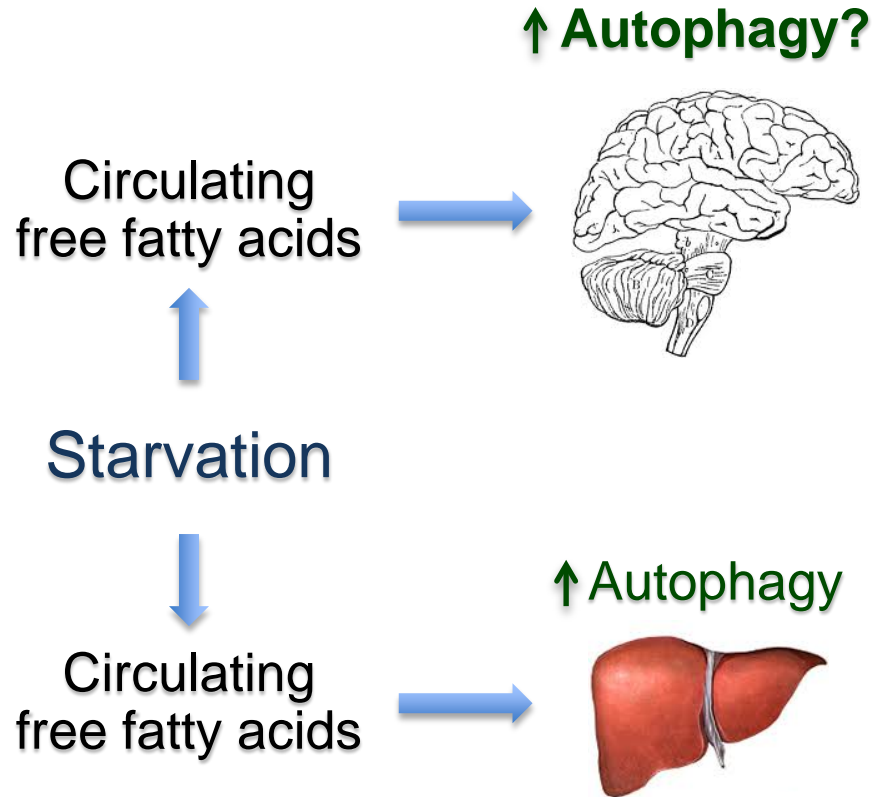 ↑ Autophagy?
Circulating
free fatty acids
Starvation
↑ Autophagy
Circulating
free fatty acids